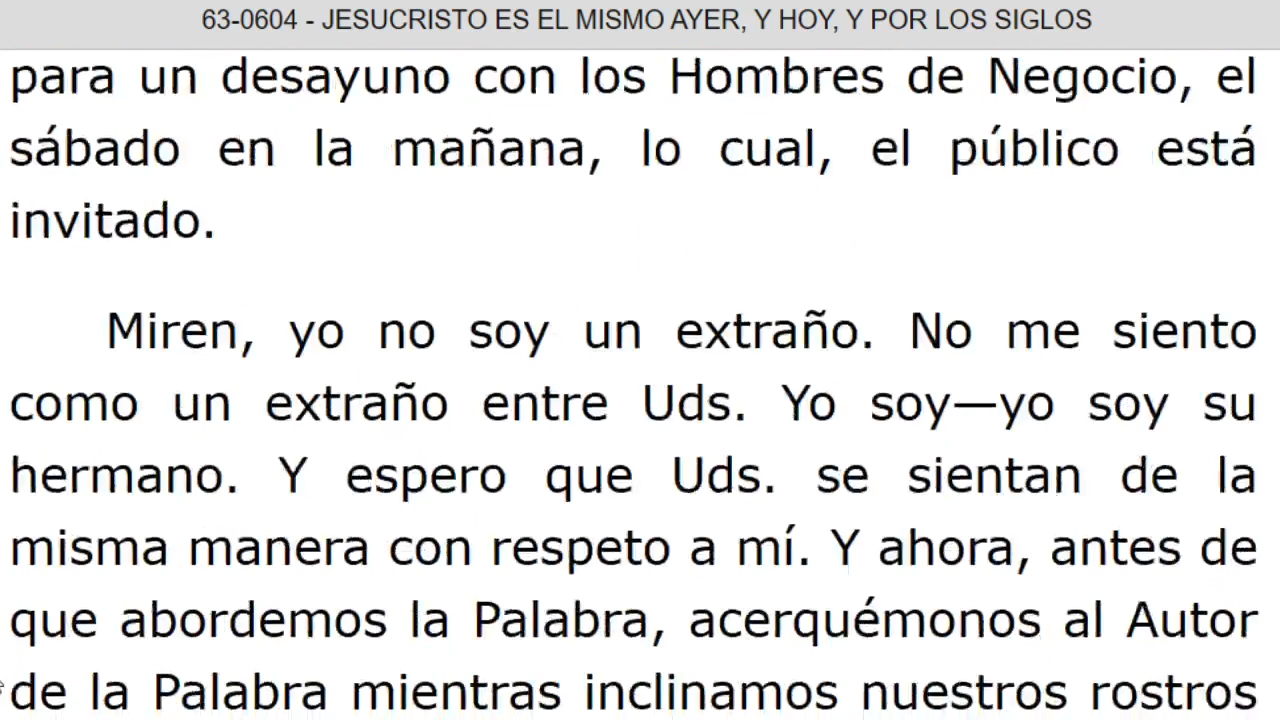 63-0604 - JESUCRISTO ES EL MISMO AYER, Y HOY, Y POR LOS SIGLOS
para un desayuno con los Hombres de Negocio, el
sábado en la mañana, lo cual, el público está
invitado.
Miren, yo no soy un extraño. No me siento
como un extraño entre Uds. Yo soy—yo soy su
hermano. Y espero que Uds. se sientan de la
misma manera con respeto a mí. Y ahora, antes de
que abordemos la Palabra, acerquémonos al Autor
de la Palabra mientras inclinamos nuestros rostros